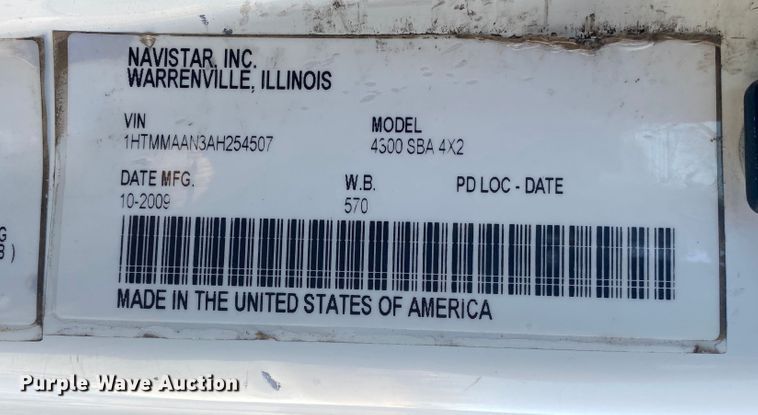 NAVISTAR, INC.
WARRENVILLE, ILLINOIS
VIN MODEL
1HTMMAAN3AH254507 4300 SBA 4X2
DATE MFG. W.B. PD LOC - DATE
10-2009 570
G
B )
MADE IN THE UNITED STATES OF AMERICA
Purple Wave Auction